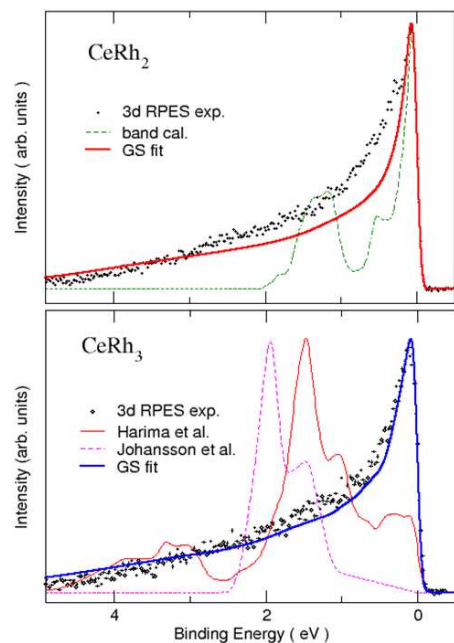 CeRh2
3d RPES exp.
band cal.
GS fit
Intensity ( arb. units )
CeRh3
3d RPES exp.
Harima et al.
Johansson et al.
GS fit
Intensity (arb. units)
4 2 0
Binding Energy ( eV )